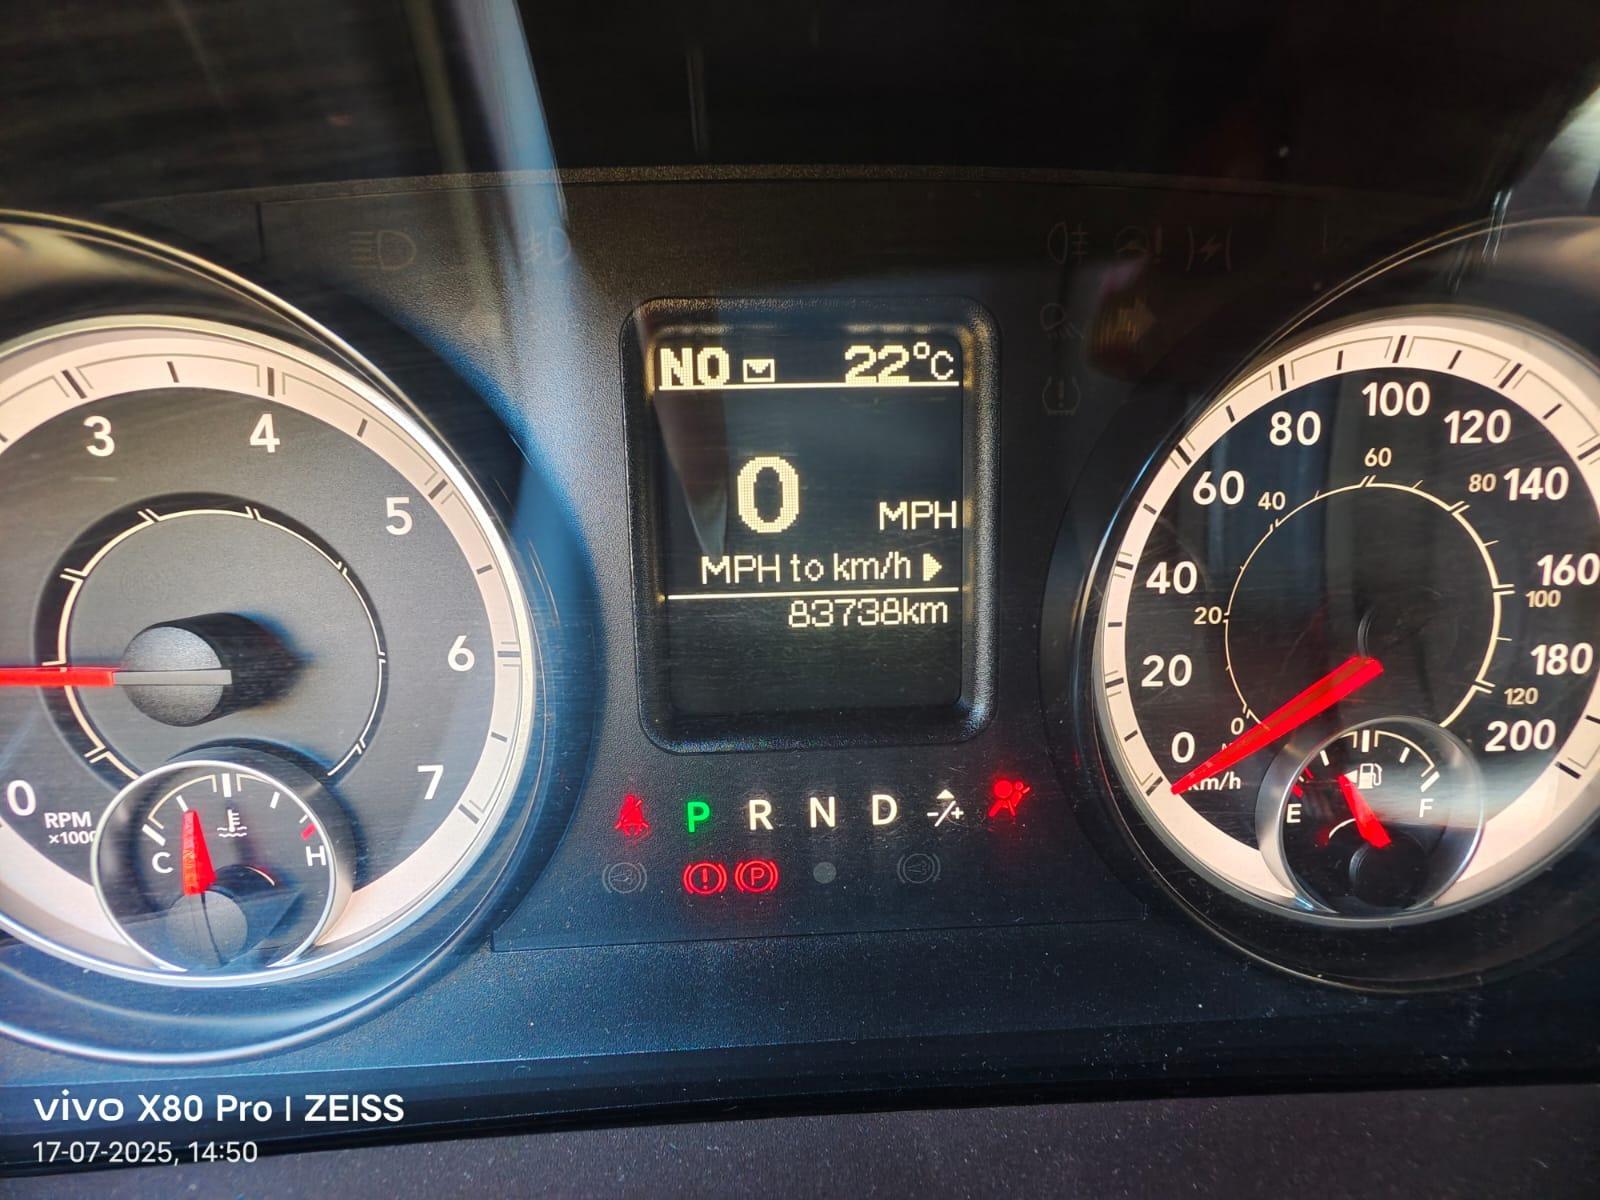 NO 22°C
0 MPH
MPH to km/h
83738km
0 3 4 5 6 7
RPM
x1000
C H
P R N D -/+
P
0 20 40 60 80 100 120 140 160 180 200
0 20 40 60 80 100 120
km/h
E F
vivo X80 Pro | ZEISS
17-07-2025, 14:50